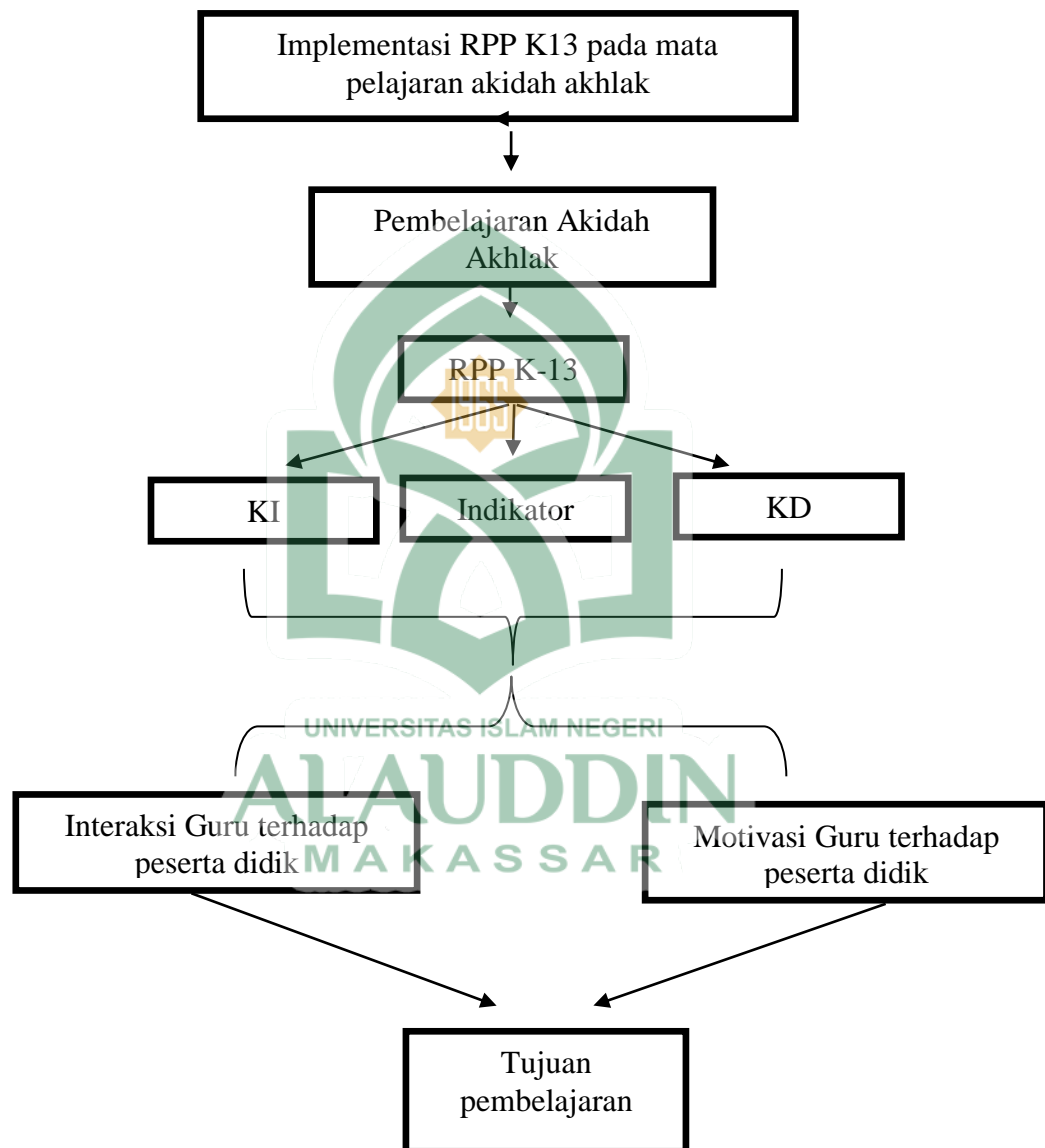 Implementasi RPP K13 pada mata
pelajaran akidah akhlak
Pembelajaran Akidah
Akhlak
RPP K-13
1965
KI
Indikator
KD
UNIVERSITAS ISLAM NEGERI
ALAUDDIN
MAKASSAR
Interaksi Guru terhadap
peserta didik
Motivasi Guru terhadap
peserta didik
Tujuan
pembelajaran